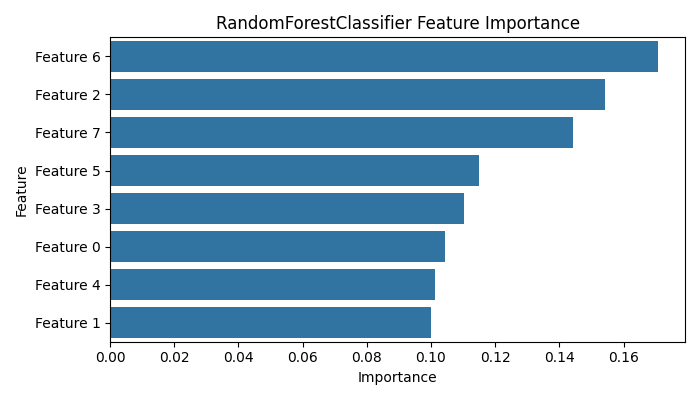 RandomForestClassifier Feature Importance
Feature 6
Feature 2
Feature 7
Feature 5
Feature 3
Feature 0
Feature 4
Feature 1
Feature
0.00 0.02 0.04 0.06 0.08 0.10 0.12 0.14 0.16
Importance